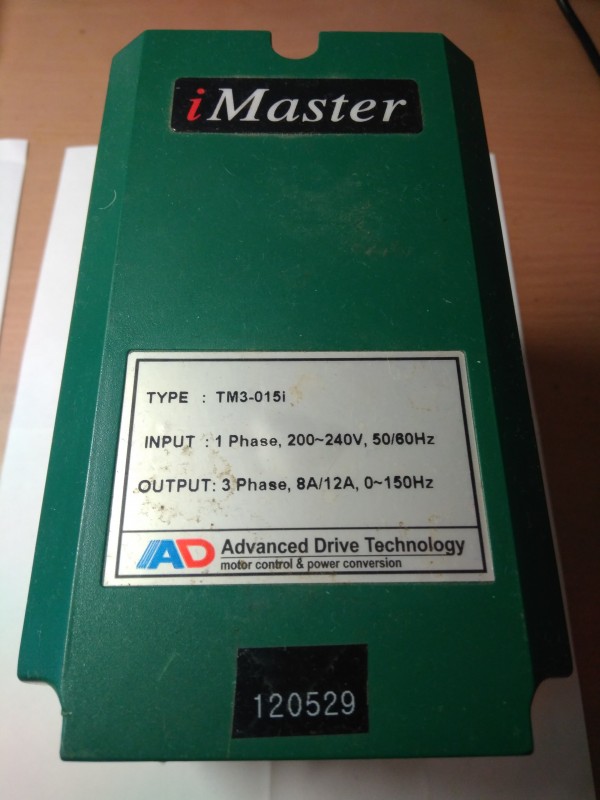 iMaster
TYPE : TM3-015i
INPUT : 1 Phase, 200~240V, 50/60Hz
OUTPUT: 3 Phase, 8A/12A, 0~150Hz
AD Advanced Drive Technology
motor control & power conversion
120529